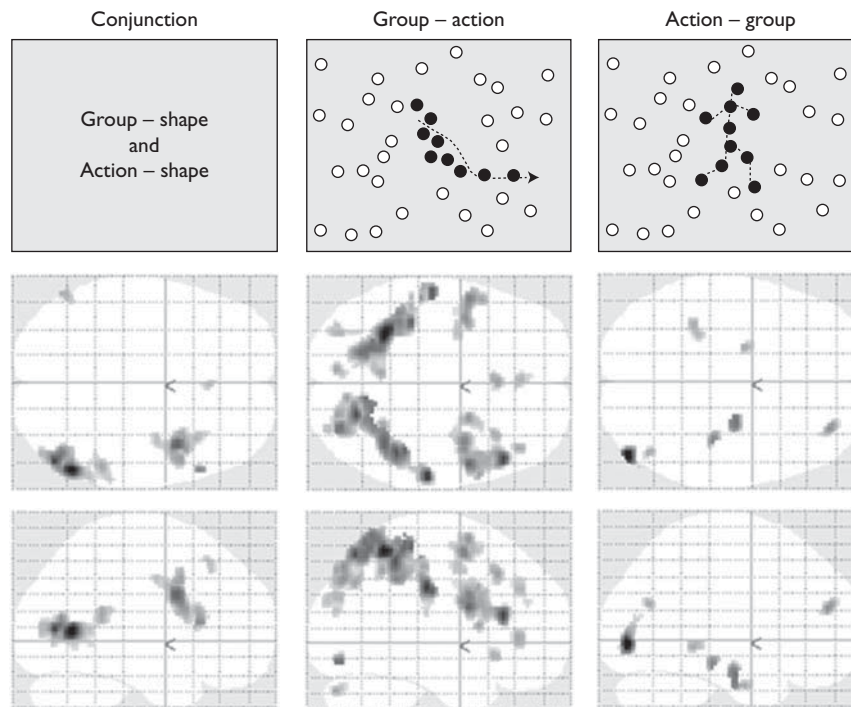 Conjunction
Group – action
Action – group
Group – shape
and
Action – shape